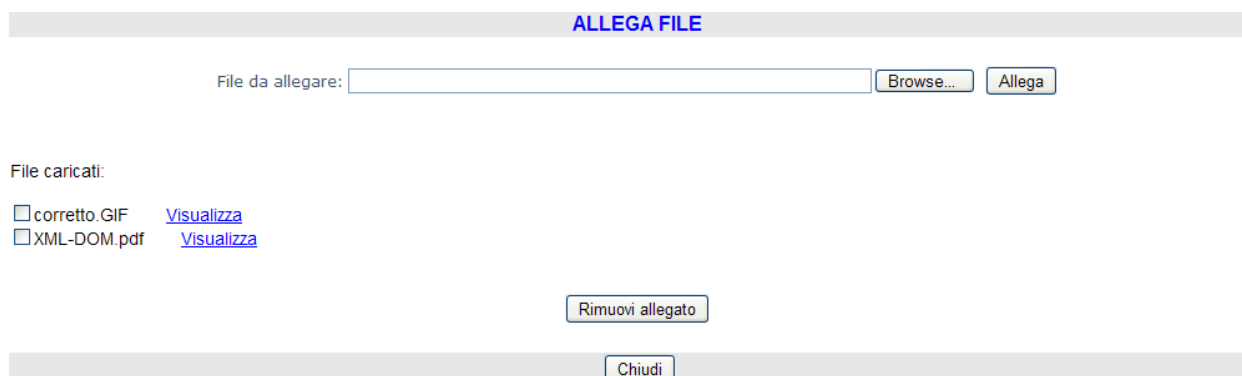 ALLEGA FILE
File da allegare: Browse... Allega
File caricati:
corretto.GIF Visualizza
XML-DOM.pdf Visualizza
Rimuovi allegato
Chiudi